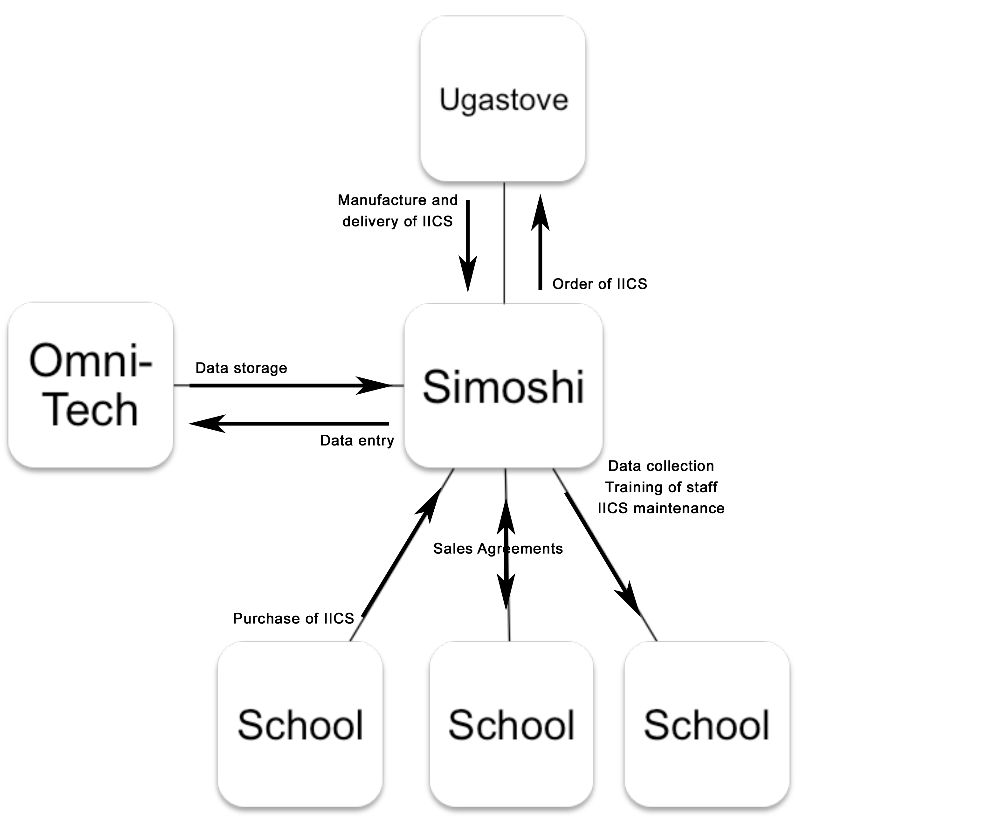 Ugastove
Manufacture and
delivery of IICS
Order of IICS
Omni-
Tech
Data storage
Simoshi
Data entry
Data collection
Training of staff
IICS maintenance
Sales Agreements
Purchase of IICS
School
School
School